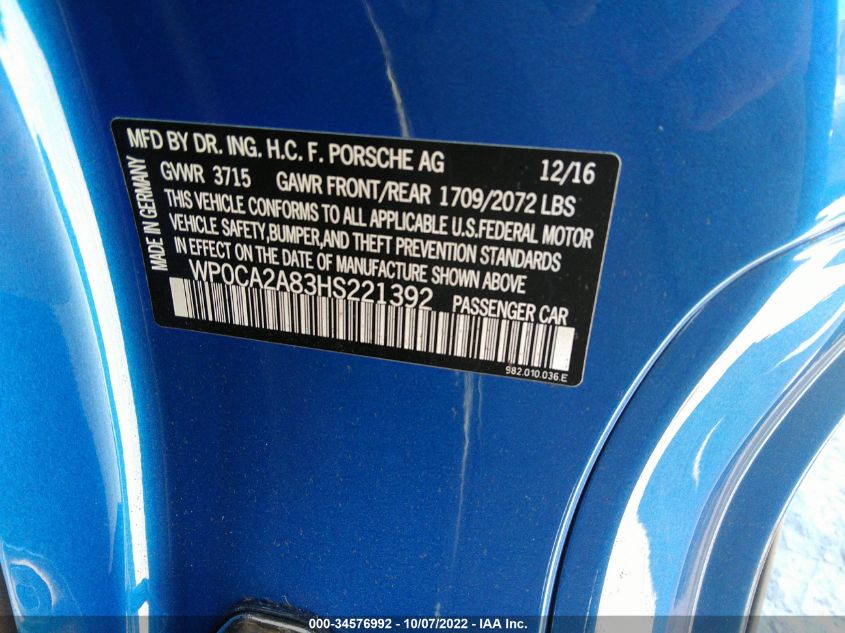 MFD BY DR. ING. H.C. F. PORSCHE AG 12/16
GVWR 3715 GAWR FRONT/REAR 1709/2072 LBS
THIS VEHICLE CONFORMS TO ALL APPLICABLE U.S.FEDERAL MOTOR
VEHICLE SAFETY,BUMPER,AND THEFT PREVENTION STANDARDS
IN EFFECT ON THE DATE OF MANUFACTURE SHOWN ABOVE
WP0CA2A83HS221392 PASSENGER CAR
MADE IN GERMANY
982.010.036.E
000-34576992 - 10/07/2022 - IAA Inc.